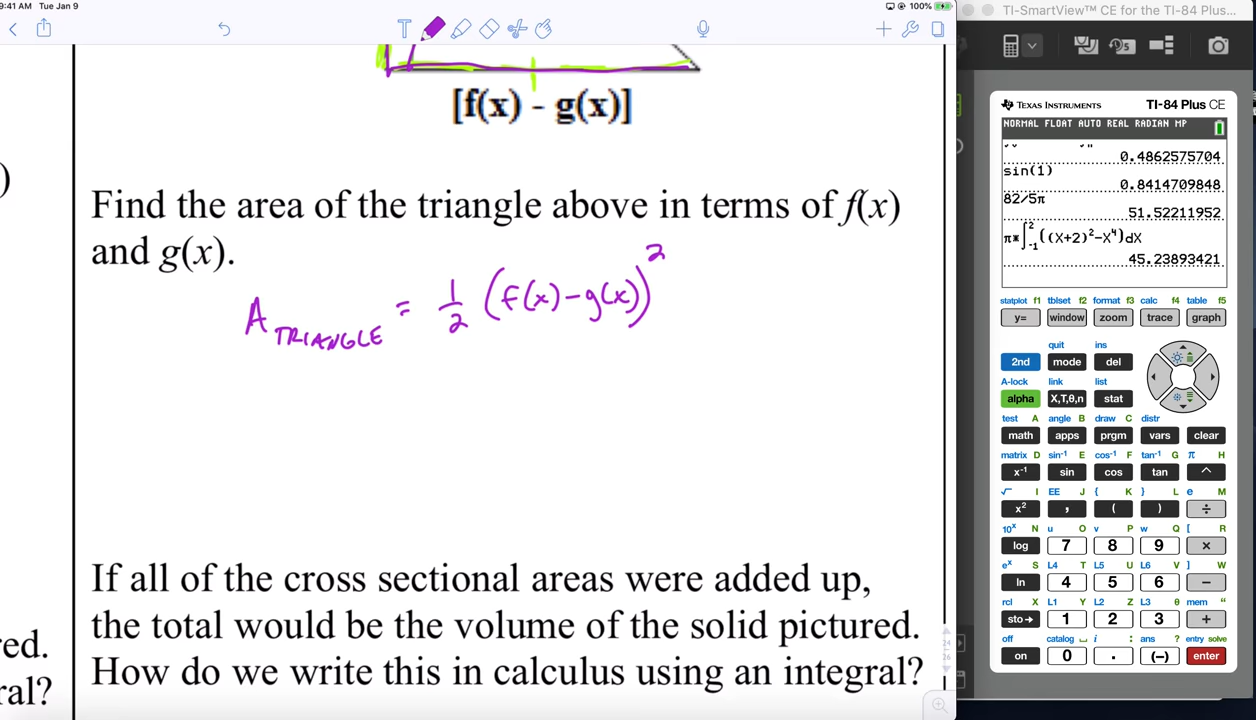 9:41 AM Tue Jan 9
100%
TI-SmartView™ CE for the TI-84 Plus...
[f(x) - g(x)]
)
Find the area of the triangle above in terms of f(x)
and g(x).
A TRIANGLE = 1/2 (f(x)-g(x))²
If all of the cross sectional areas were added up,
the total would be the volume of the solid pictured.
ed.
How do we write this in calculus using an integral?
ral?
TEXAS INSTRUMENTS TI-84 Plus CE
NORMAL FLOAT AUTO REAL RADIAN MP
0.4862575704
sin(1)
0.8414709848
82/5π
51.52211952
π*∫₋₁²((X+2)²-X⁴)dX
45.23893421
statplot f1 tblset f2 format f3 calc f4 table f5
y= window zoom trace graph
quit ins
2nd mode del
A-lock link list
alpha X,T,θ,n stat
test A angle B draw C distr
math apps prgm vars clear
matrix D sin⁻¹ E cos⁻¹ F tan⁻¹ G π H
x⁻¹ sin cos tan ^
√ I EE J { K } L e M
x² , ( ) ÷
10ˣ N u O v P w Q [ R
log 7 8 9 ×
eˣ S L4 T L5 U L6 V ] W
ln 4 5 6 −
rcl X L1 Y L2 Z L3 θ mem "
sto→ 1 2 3 +
off catalog i : ans ? entry solve
on 0 . (−) enter